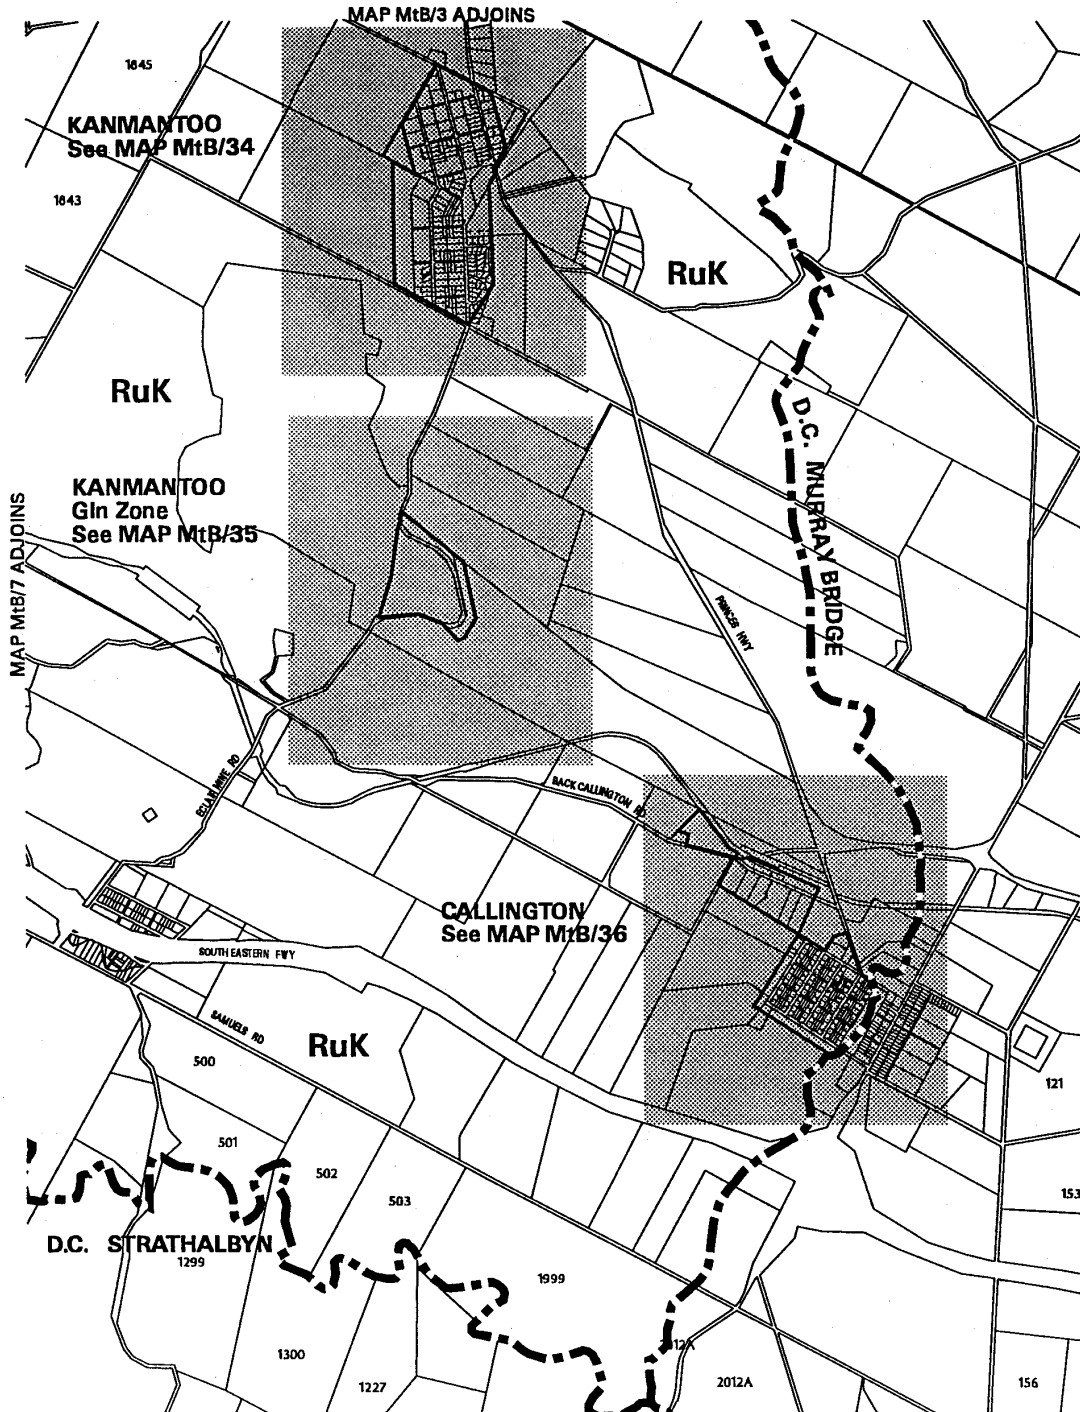 MAP MtB/3 ADJOINS
1845
KANMANTOO
See MAP MtB/34
1843
RuK
RuK
D.C. MURRAY BRIDGE
KANMANTOO
Gln Zone
See MAP MtB/35
MAP MtB/7 ADJOINS
PRINCES HWY
BACK CALLINGTON RD
CALLINGTON
See MAP MtB/36
SOUTH EASTERN FWY
SAMUELS RD
RuK
500
121
501
502
503
153
D.C. STRATHALBYN
1299
1999
1300
1227
2012A
2012A
156